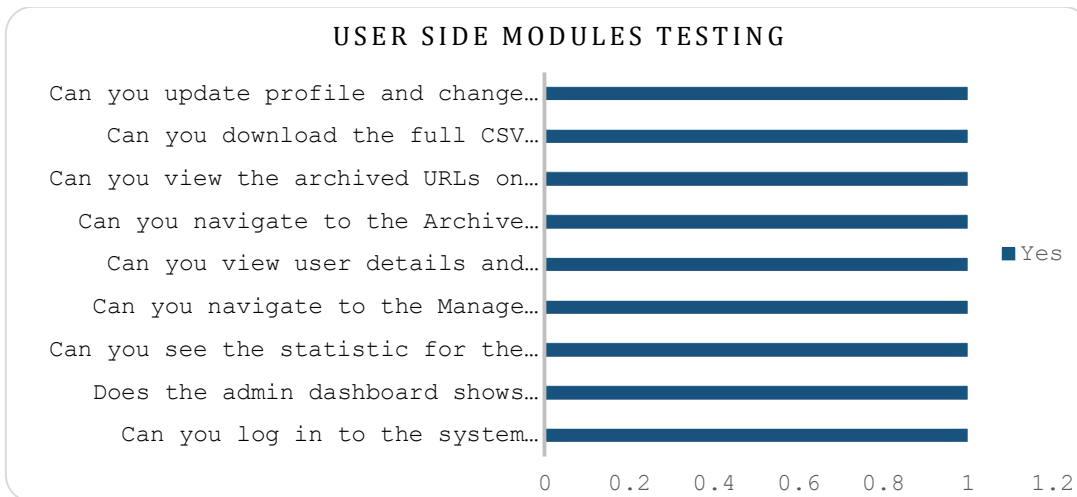 USER SIDE MODULES TESTING
Can you update profile and change…
Can you download the full CSV…
Can you view the archived URLs on…
Can you navigate to the Archive…
Can you view user details and…
Can you navigate to the Manage…
Can you see the statistic for the…
Does the admin dashboard shows…
Can you log in to the system…
Yes
0 0.2 0.4 0.6 0.8 1 1.2